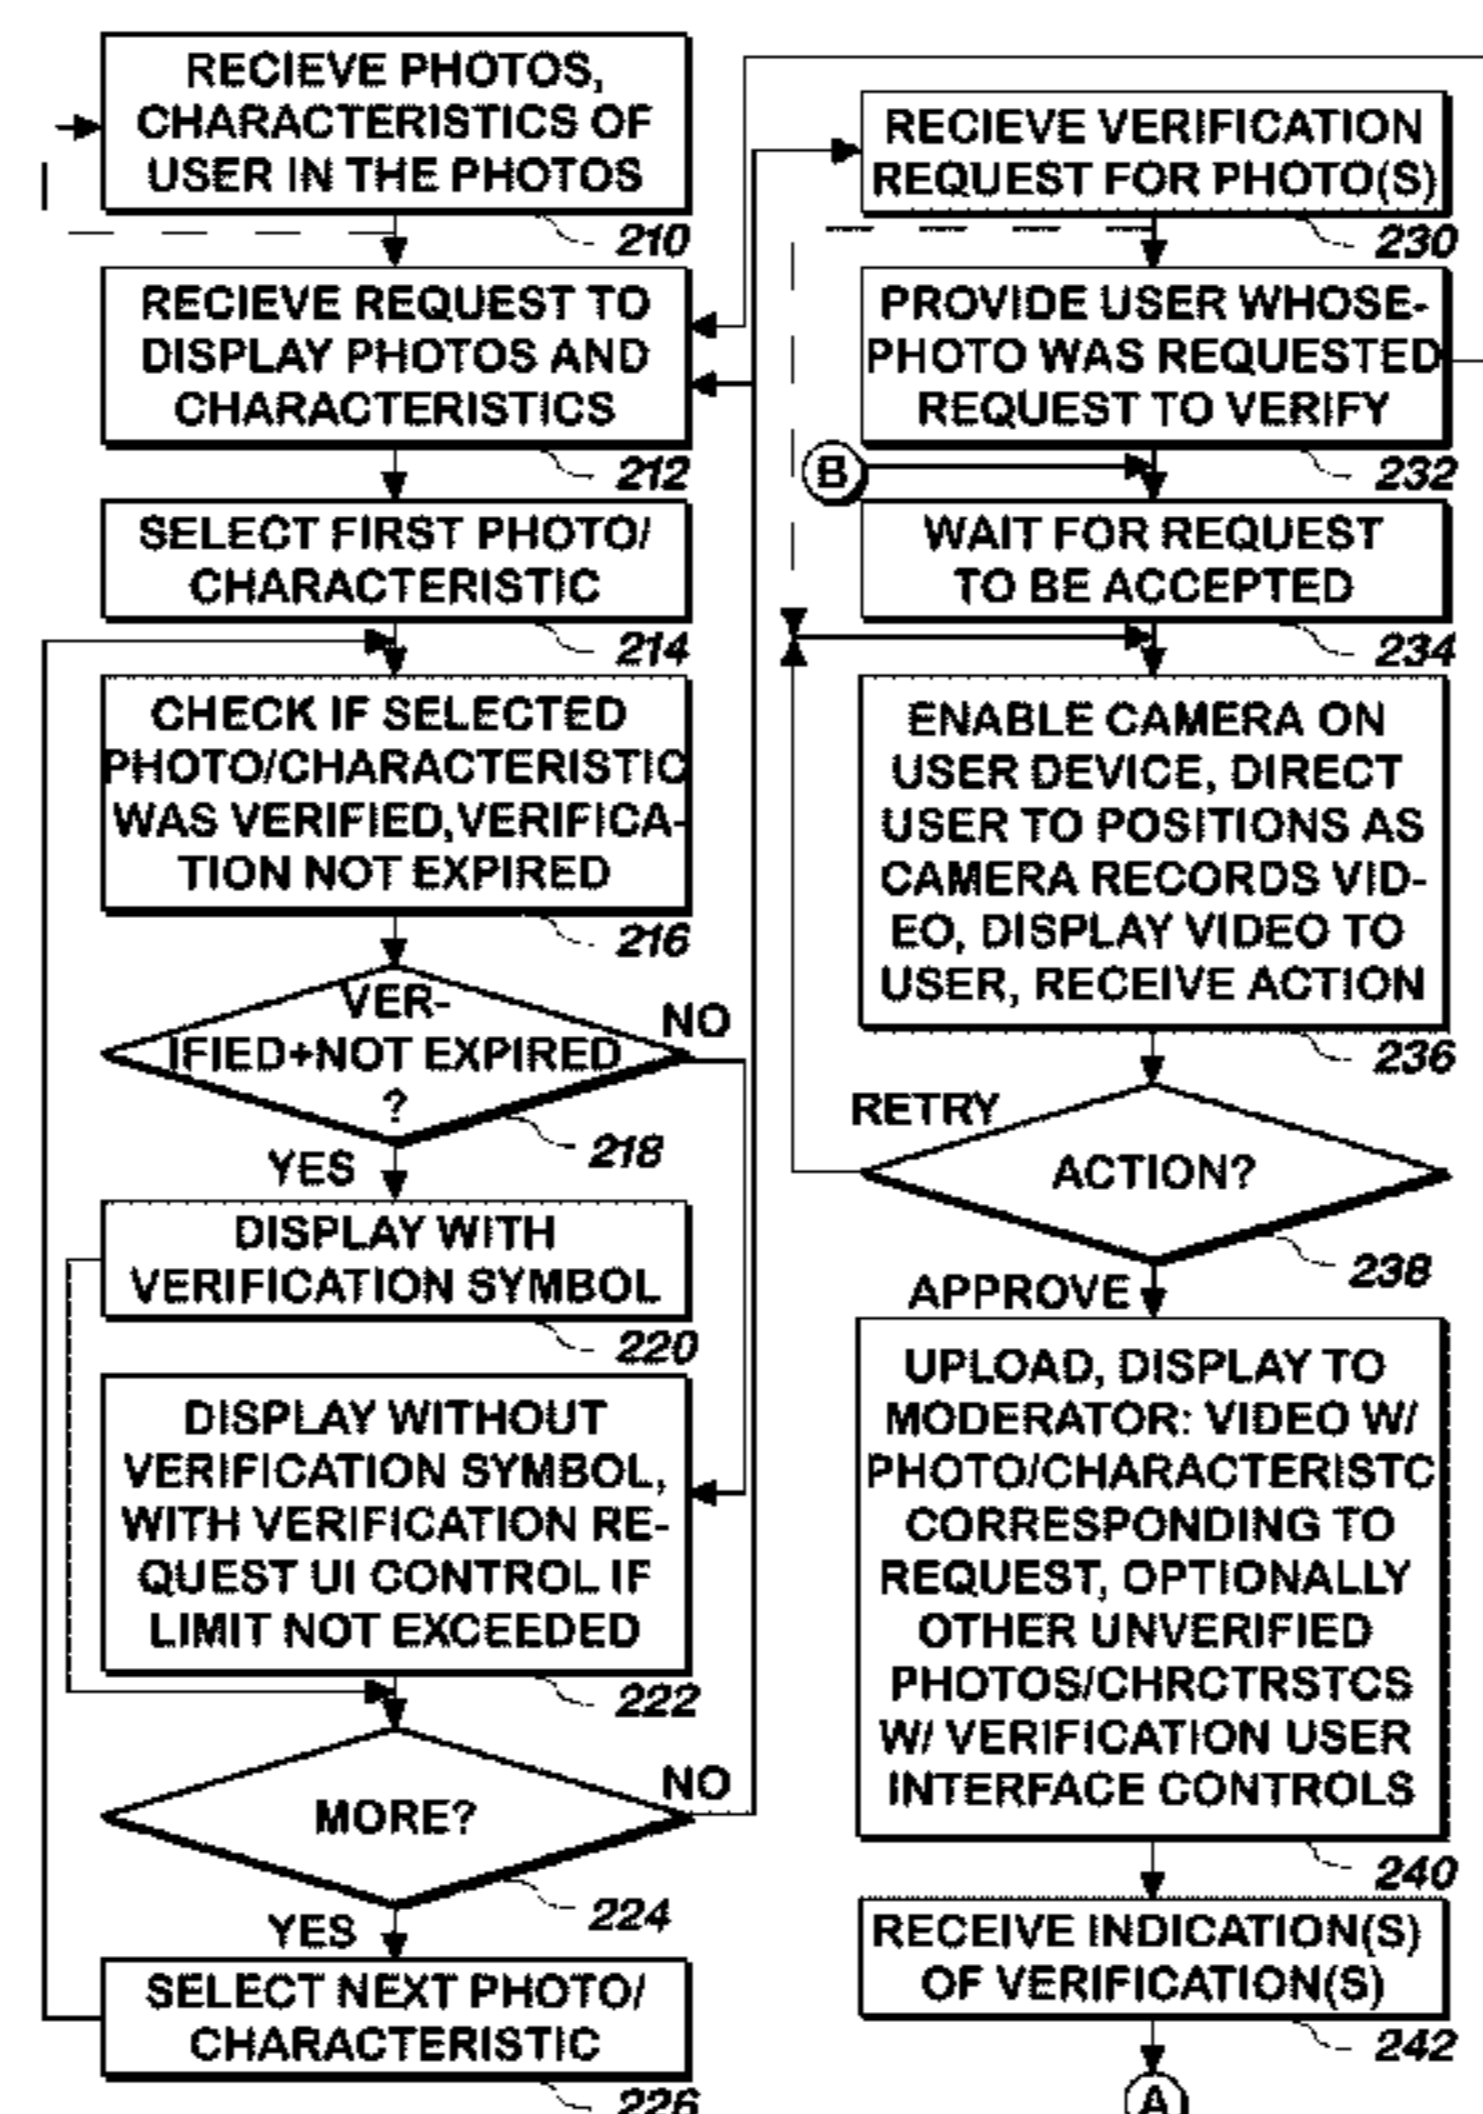 RECIEVE PHOTOS,
CHARACTERISTICS OF
USER IN THE PHOTOS
210
RECIEVE REQUEST TO
DISPLAY PHOTOS AND
CHARACTERISTICS
212
SELECT FIRST PHOTO/
CHARACTERISTIC
214
CHECK IF SELECTED
PHOTO/CHARACTERISTIC
WAS VERIFIED,VERIFICA-
TION NOT EXPIRED
216
VER-
IFIED+NOT EXPIRED
?
NO
218
YES
DISPLAY WITH
VERIFICATION SYMBOL
220
DISPLAY WITHOUT
VERIFICATION SYMBOL,
WITH VERIFICATION RE-
QUEST UI CONTROL IF
LIMIT NOT EXCEEDED
222
MORE?
NO
224
YES
SELECT NEXT PHOTO/
CHARACTERISTIC
226
RECIEVE VERIFICATION
REQUEST FOR PHOTO(S)
230
PROVIDE USER WHOSE-
PHOTO WAS REQUESTED
REQUEST TO VERIFY
232
B
WAIT FOR REQUEST
TO BE ACCEPTED
234
ENABLE CAMERA ON
USER DEVICE, DIRECT
USER TO POSITIONS AS
CAMERA RECORDS VID-
EO, DISPLAY VIDEO TO
USER, RECEIVE ACTION
236
RETRY
ACTION?
238
APPROVE
UPLOAD, DISPLAY TO
MODERATOR: VIDEO W/
PHOTO/CHARACTERISTC
CORRESPONDING TO
REQUEST, OPTIONALLY
OTHER UNVERIFIED
PHOTOS/CHRCTRSTCS
W/ VERIFICATION USER
INTERFACE CONTROLS
240
RECEIVE INDICATION(S)
OF VERIFICATION(S)
242
A